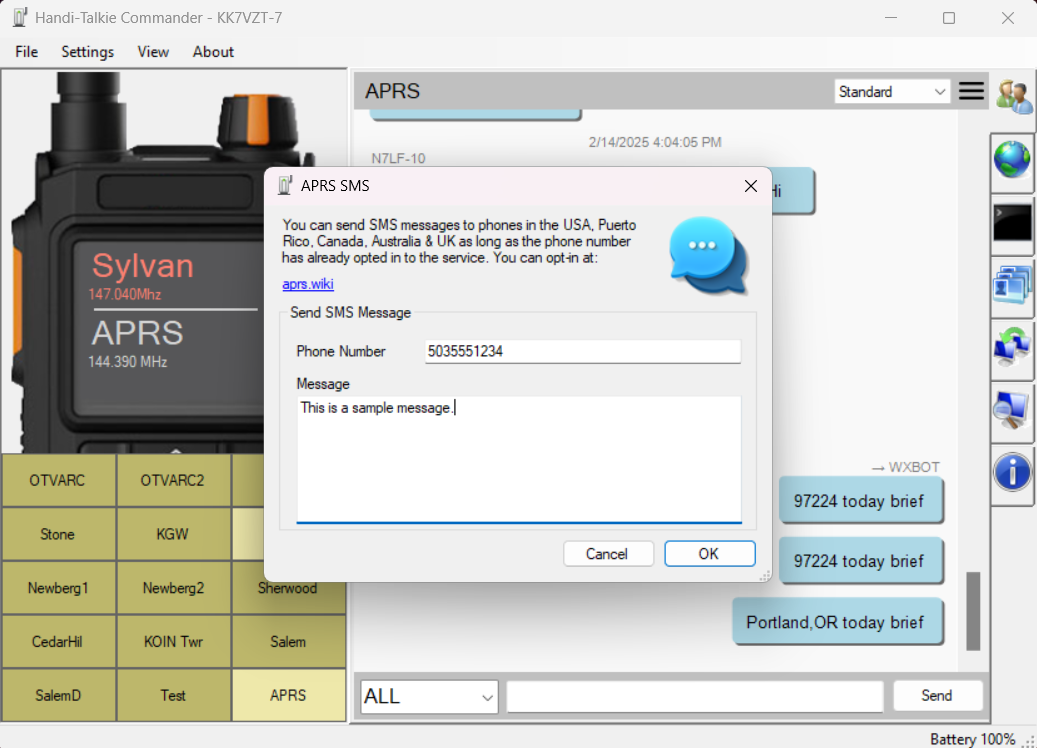 Handi-Talkie Commander - KK7VZT-7
File Settings View About
APRS
Standard
2/14/2025 4:04:05 PM
N7LF-10
APRS SMS
You can send SMS messages to phones in the USA, Puerto
Rico, Canada, Australia & UK as long as the phone number
has already opted in to the service. You can opt-in at:
aprs.wiki
Send SMS Message
Phone Number 5035551234
Message
This is a sample message.
Cancel OK
Sylvan
147.040Mhz
APRS
144.390 MHz
→ WXBOT
97224 today brief
97224 today brief
Portland,OR today brief
OTVARC OTVARC2
Stone KGW
Newberg1 Newberg2 Sherwood
CedarHil KOIN Twr Salem
SalemD Test APRS
ALL Send
Battery 100%